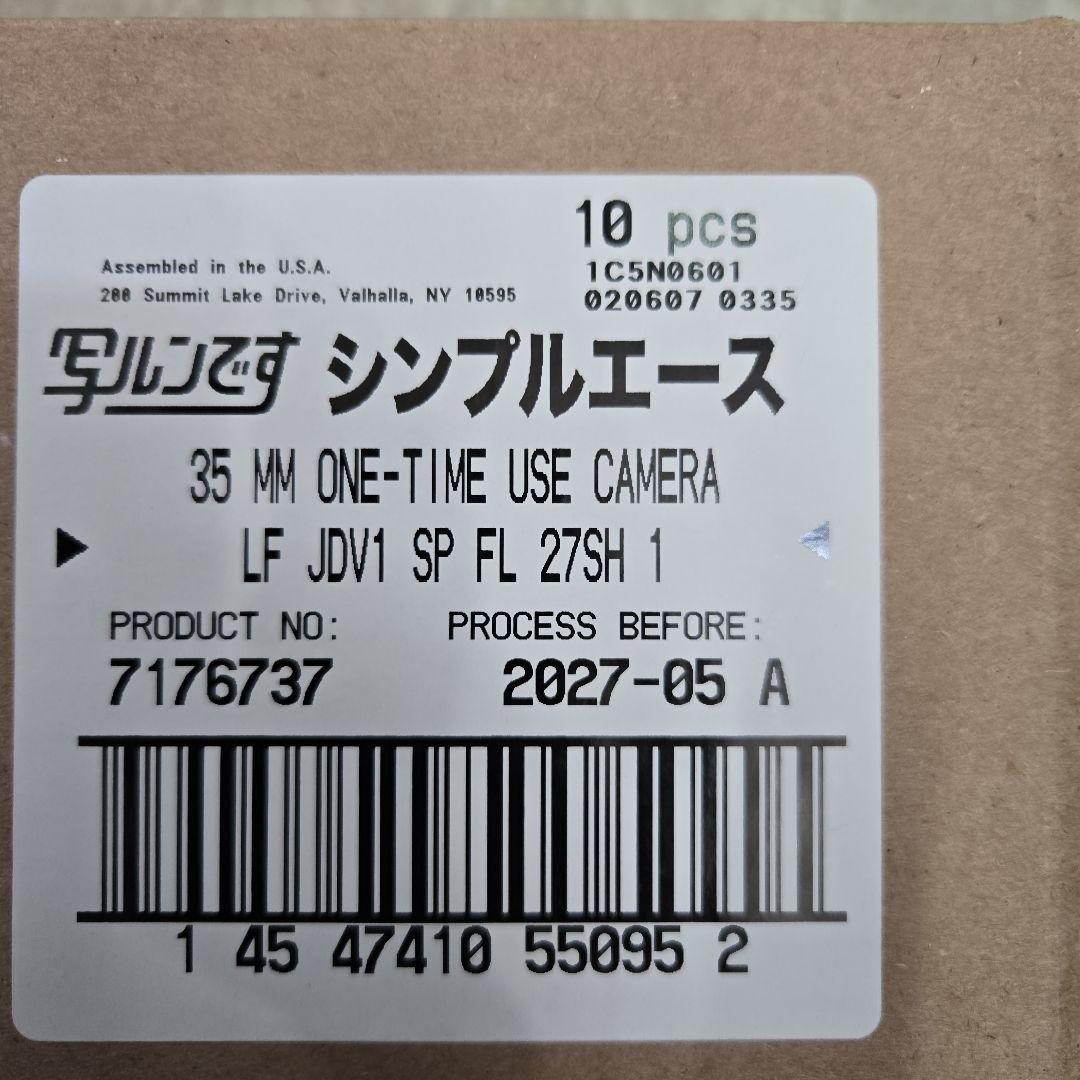 10 pcs
1C5N0601
020607 0335
Assembled in the U.S.A.
200 Summit Lake Drive, Valhalla, NY 10595
写ルンです シンプルエース
35 MM ONE-TIME USE CAMERA
LF JDV1 SP FL 27SH 1
PRODUCT NO: PROCESS BEFORE:
7176737 2027-05 A
1 45 47410 55095 2